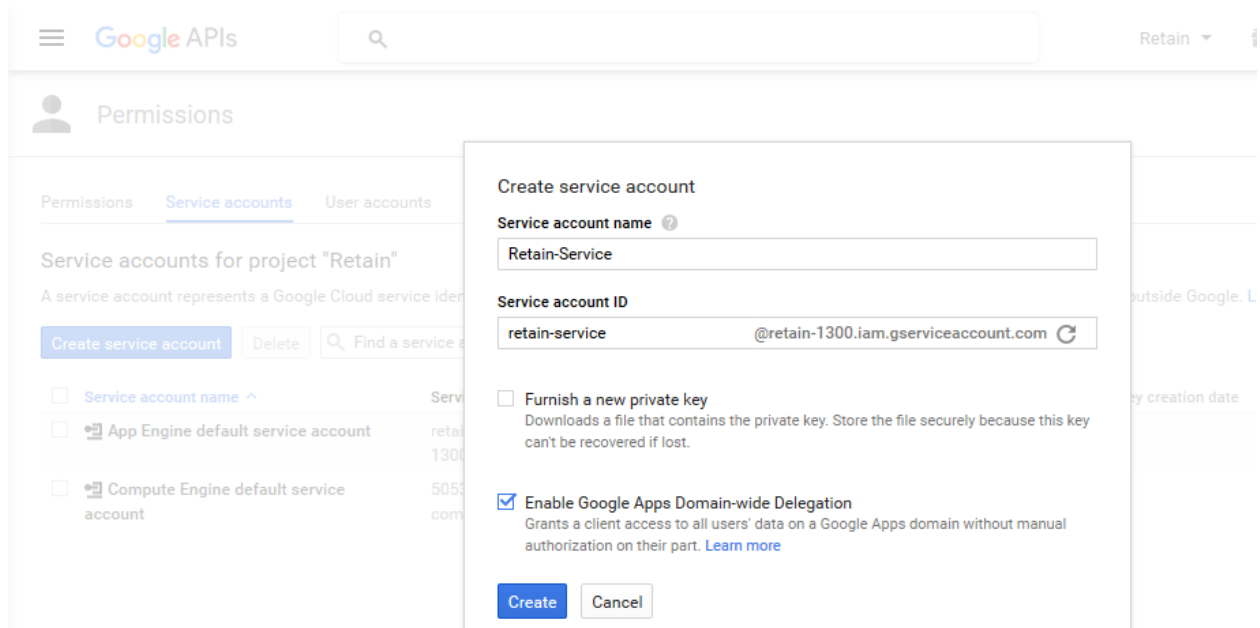 Google APIs
Retain
Permissions
Permissions Service accounts User accounts
Service accounts for project "Retain"
A service account represents a Google Cloud service iden
outside Google. L
Create service account Delete Find a service a
Service account name Servi
ey creation date
App Engine default service account retai
1300
Compute Engine default service 5053
account com
Create service account
Service account name
Retain-Service
Service account ID
retain-service @retain-1300.iam.gserviceaccount.com
Furnish a new private key
Downloads a file that contains the private key. Store the file securely because this key
can't be recovered if lost.
Enable Google Apps Domain-wide Delegation
Grants a client access to all users' data on a Google Apps domain without manual
authorization on their part. Learn more
Create Cancel